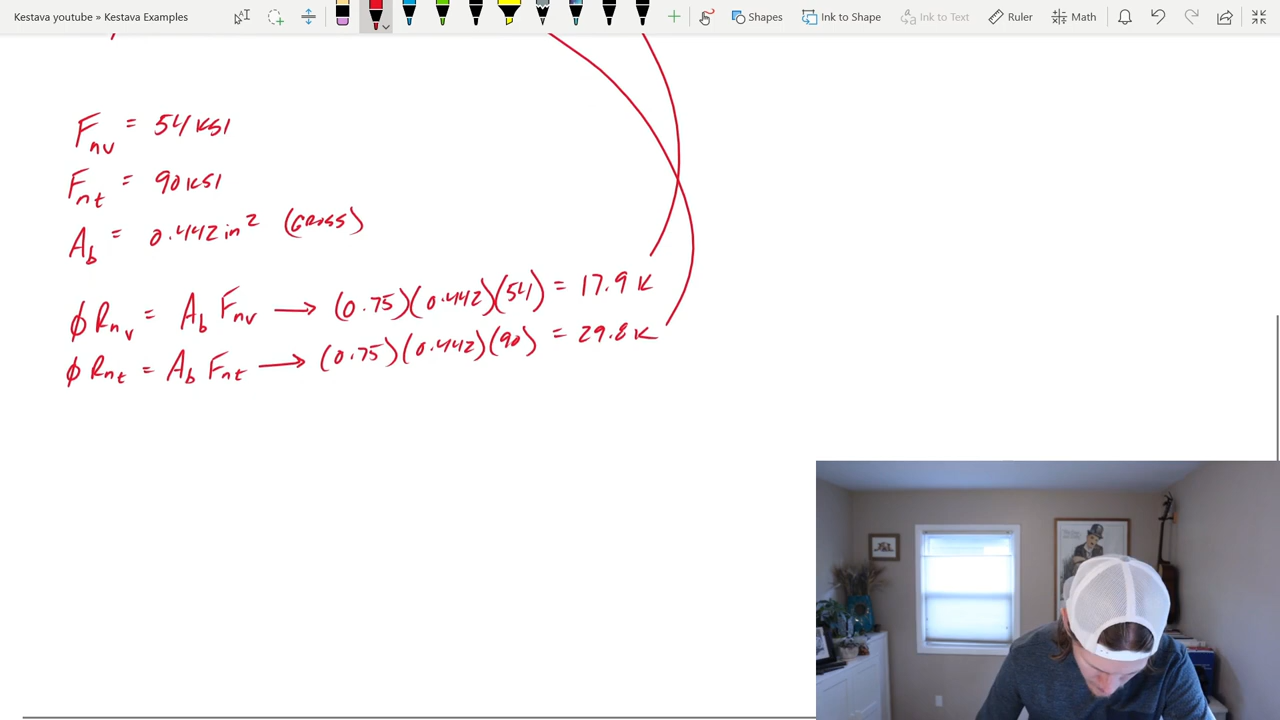 Kestava youtube » Kestava Examples
Shapes
Ink to Shape
Ink to Text
Ruler
Math
Fnv = 54 KSI
Fnt = 90 KSI
Ab = 0.442 in² (GROSS)
ϕRnv = Ab Fnv → (0.75)(0.442)(54) = 17.9 K
ϕRnt = Ab Fnt → (0.75)(0.442)(90) = 29.8 K